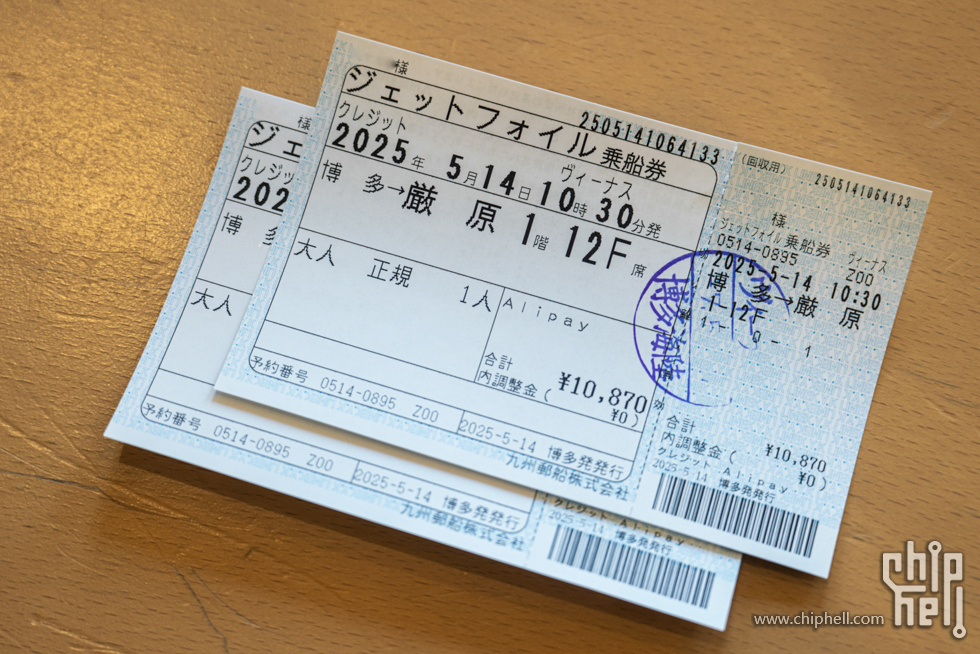 様
ジェットフォイル乗船券
2505141064133
クレジット
ヴィーナス
2025年 5月14日10時30分発
博 多→厳 原 1階 12F席
大人 正規 1人
Alipay
合計 ¥10,870
内調整金( ¥0)
予約番号 0514-0895 Z00
2025-5-14 博多発発行
九州郵船株式会社
(回収用)
2505141064133
様
ジェットフォイル乗船券 ヴィーナス
0514-0895 Z00
2025-5-14 10:30
博 多→厳 原
1-12F
1- 0- 1
博多海陸
合計 ¥10,870
内調整金( ¥0)
クレジット Alipay
2025-5-14 博多発発行
様
ジェ
クレジッ
202
博
大人
予約番号 0514-0895 Z00
2025-5-14 博多発発行
九州郵船株式会社
クレジット Alipay
2025-5-14 博多発発行
chip
hell
www.chiphell.com